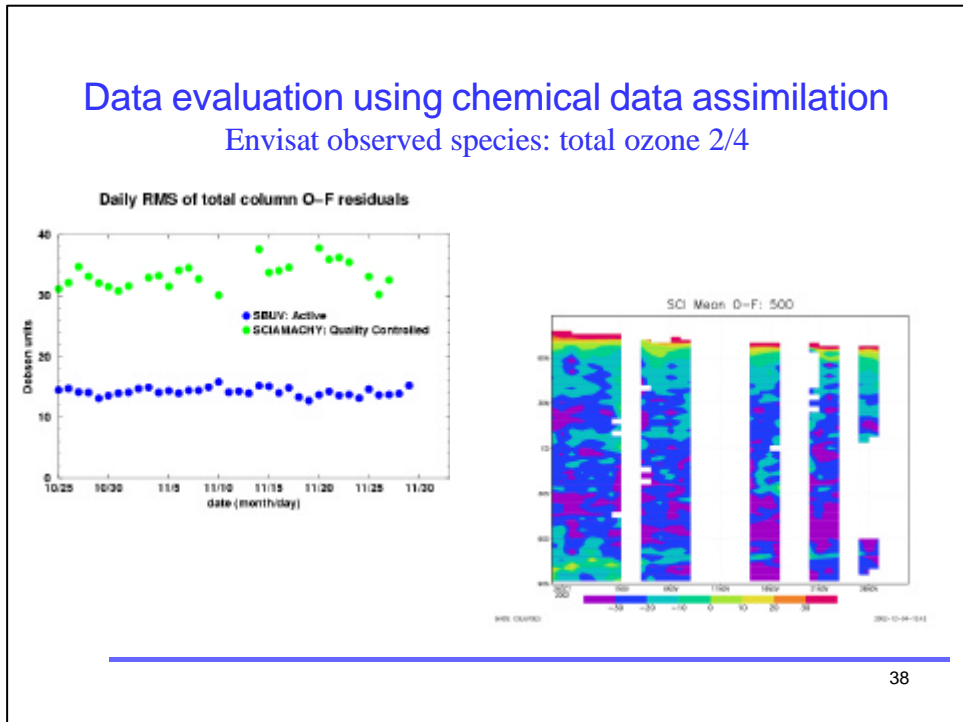 Data evaluation using chemical data assimilation
Envisat observed species: total ozone 2/4
Daily RMS of total column O-F residuals
40
30
20
10
0
Dobson units
SBUV: Active
SCIAMACHY: Quality Controlled
10/25 10/30 11/5 11/10 11/15 11/20 11/25 11/30
date (month/day)
SCI Mean O-F: 500
-30 -20 -10 0 10 20 30
38